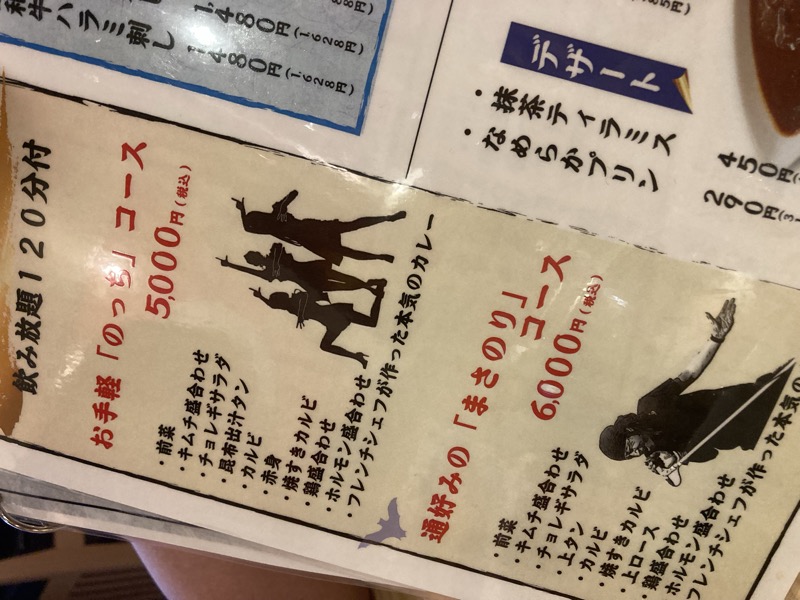 飲み放題120分付
お手軽「のっち」コース
5,000円(税込)
・前菜
・キムチ盛合わせ
・チョレギサラダ
・昆布出汁タン
・カルビ
・赤身
・焼すきカルビ
・鶏盛合わせ
・ホルモン盛合わせ
・フレンチシェフが作った本気のカレー
通好みの「まさのり」
コース
6,000円(税込)
・前菜
・キムチ盛合わせ
・チョレギサラダ
・上タン
・カルビ
・焼すきカルビ
・上ロース
・鶏盛合わせ
ホルモン盛合わせ
フレンチシェフが作った本気の
和牛ハラミ刺し
1,480円(1,628円)
1,480円(1,628円)
デザート
・抹茶ティラミス
・なめらかプリン
450円
290円